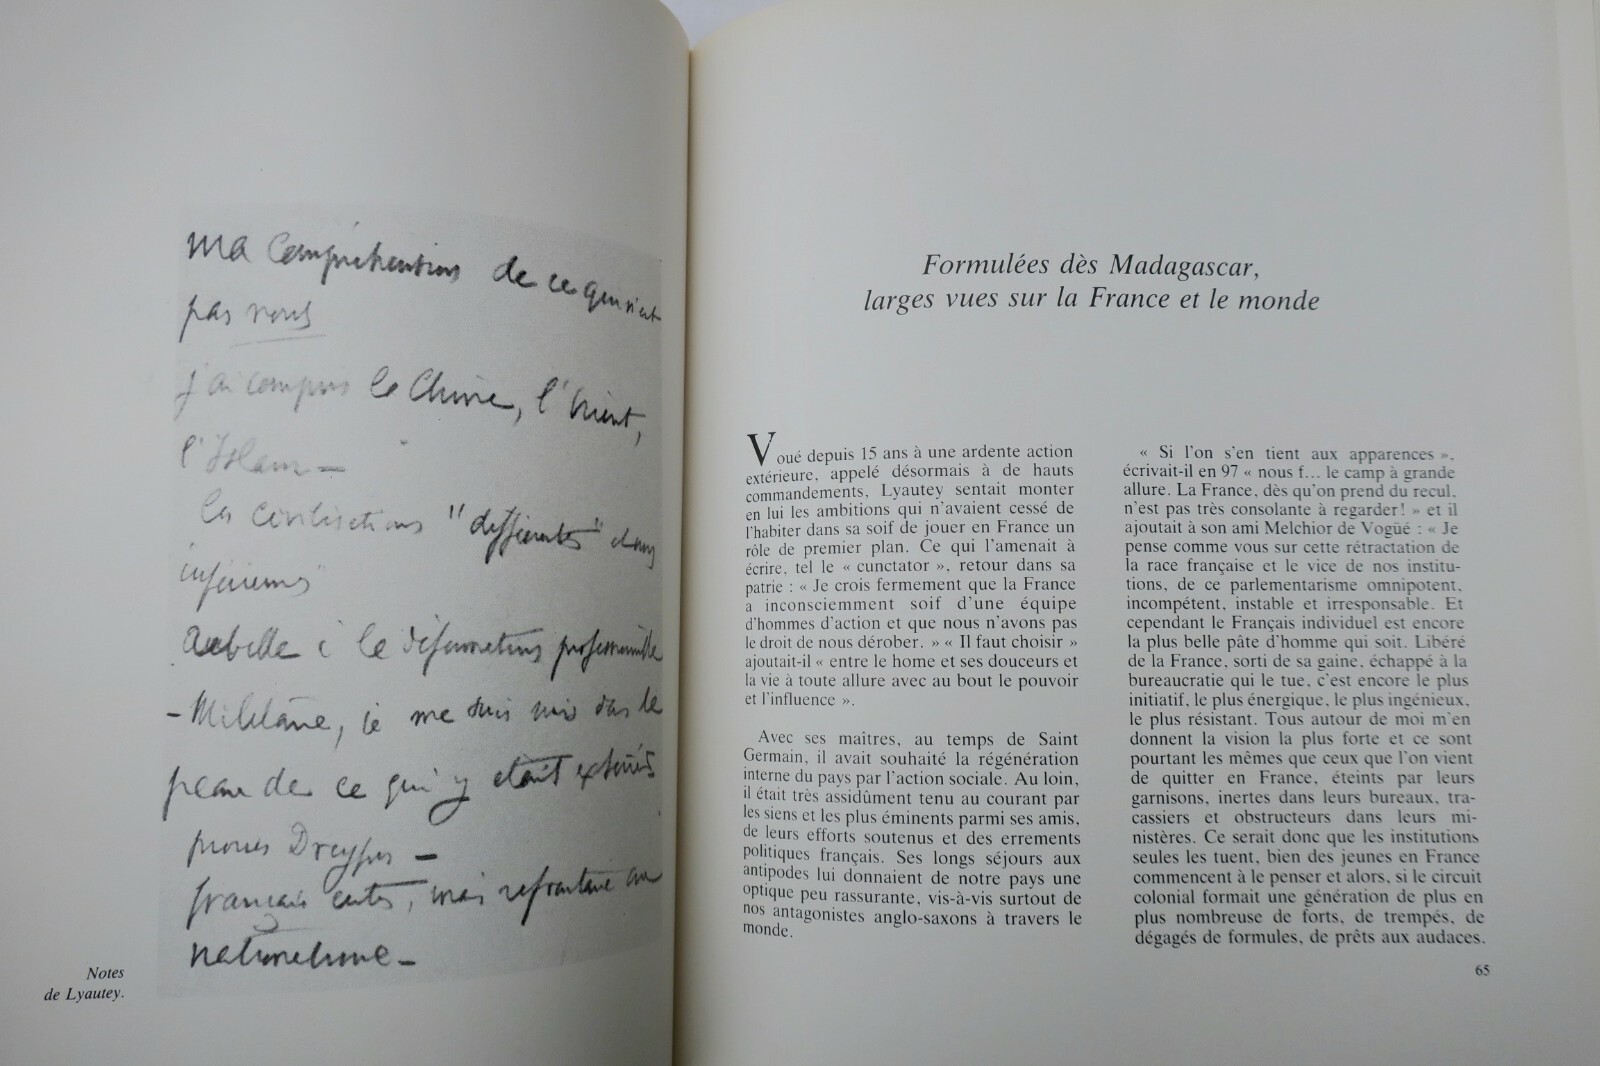 Ma Compréhension de ce qui n'est
pas nous
j'ai compris la Chine, l'Orient,
l'Islam —
les civilisations "différentes" dans
inférieures
Rebelle à la déformation professionnelle
– Militaire, je me suis mis dans la
peau de ce qui y était
prones Dreyfus —
français certes, mais réfractaire au
nationalisme —
Notes
de Lyautey.
Formulées dès Madagascar,
larges vues sur la France et le monde
Voué depuis 15 ans à une ardente action
extérieure, appelé désormais à de hauts
commandements, Lyautey sentait monter
en lui les ambitions qui n'avaient cessé de
l'habiter dans sa soif de jouer en France un
rôle de premier plan. Ce qui l'amenait à
écrire, tel le « cunctator », retour dans sa
patrie : « Je crois fermement que la France
a inconsciemment soif d'une équipe
d'hommes d'action et que nous n'avons pas
le droit de nous dérober. » « Il faut choisir »
ajoutait-il « entre le home et ses douceurs et
la vie à toute allure avec au bout le pouvoir
et l'influence ».
Avec ses maîtres, au temps de Saint
Germain, il avait souhaité la régénération
interne du pays par l'action sociale. Au loin,
il était très assidûment tenu au courant par
les siens et les plus éminents parmi ses amis,
de leurs efforts soutenus et des errements
politiques français. Ses longs séjours aux
antipodes lui donnaient de notre pays une
optique peu rassurante, vis-à-vis surtout de
nos antagonistes anglo-saxons à travers le
monde.
« Si l'on s'en tient aux apparences »,
écrivait-il en 97 « nous f... le camp à grande
allure. La France, dès qu'on prend du recul,
n'est pas très consolante à regarder! » et il
ajoutait à son ami Melchior de Vogüé : « Je
pense comme vous sur cette rétractation de
la race française et le vice de nos institu-
tions, de ce parlementarisme omnipotent,
incompétent, instable et irresponsable. Et
cependant le Français individuel est encore
la plus belle pâte d'homme qui soit. Libéré
de la France, sorti de sa gaine, échappé à la
bureaucratie qui le tue, c'est encore le plus
initiatif, le plus énergique, le plus ingénieux,
le plus résistant. Tous autour de moi m'en
donnent la vision la plus forte et ce sont
pourtant les mêmes que ceux que l'on vient
de quitter en France, éteints par leurs
garnisons, inertes dans leurs bureaux, tra-
cassiers et obstructeurs dans leurs mi-
nistères. Ce serait donc que les institutions
seules les tuent, bien des jeunes en France
commencent à le penser et alors, si le circuit
colonial formait une génération de plus en
plus nombreuse de forts, de trempés, de
dégagés de formules, de prêts aux audaces.
65